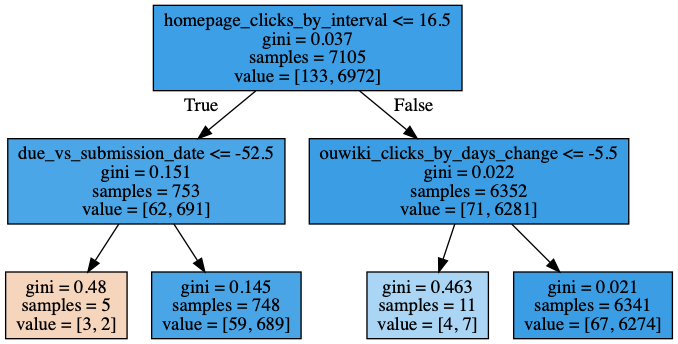 homepage_clicks_by_interval <= 16.5
gini = 0.037
samples = 7105
value = [133, 6972]
True
False
due_vs_submission_date <= -52.5
gini = 0.151
samples = 753
value = [62, 691]
ouwiki_clicks_by_days_change <= -5.5
gini = 0.022
samples = 6352
value = [71, 6281]
gini = 0.48
samples = 5
value = [3, 2]
gini = 0.145
samples = 748
value = [59, 689]
gini = 0.463
samples = 11
value = [4, 7]
gini = 0.021
samples = 6341
value = [67, 6274]